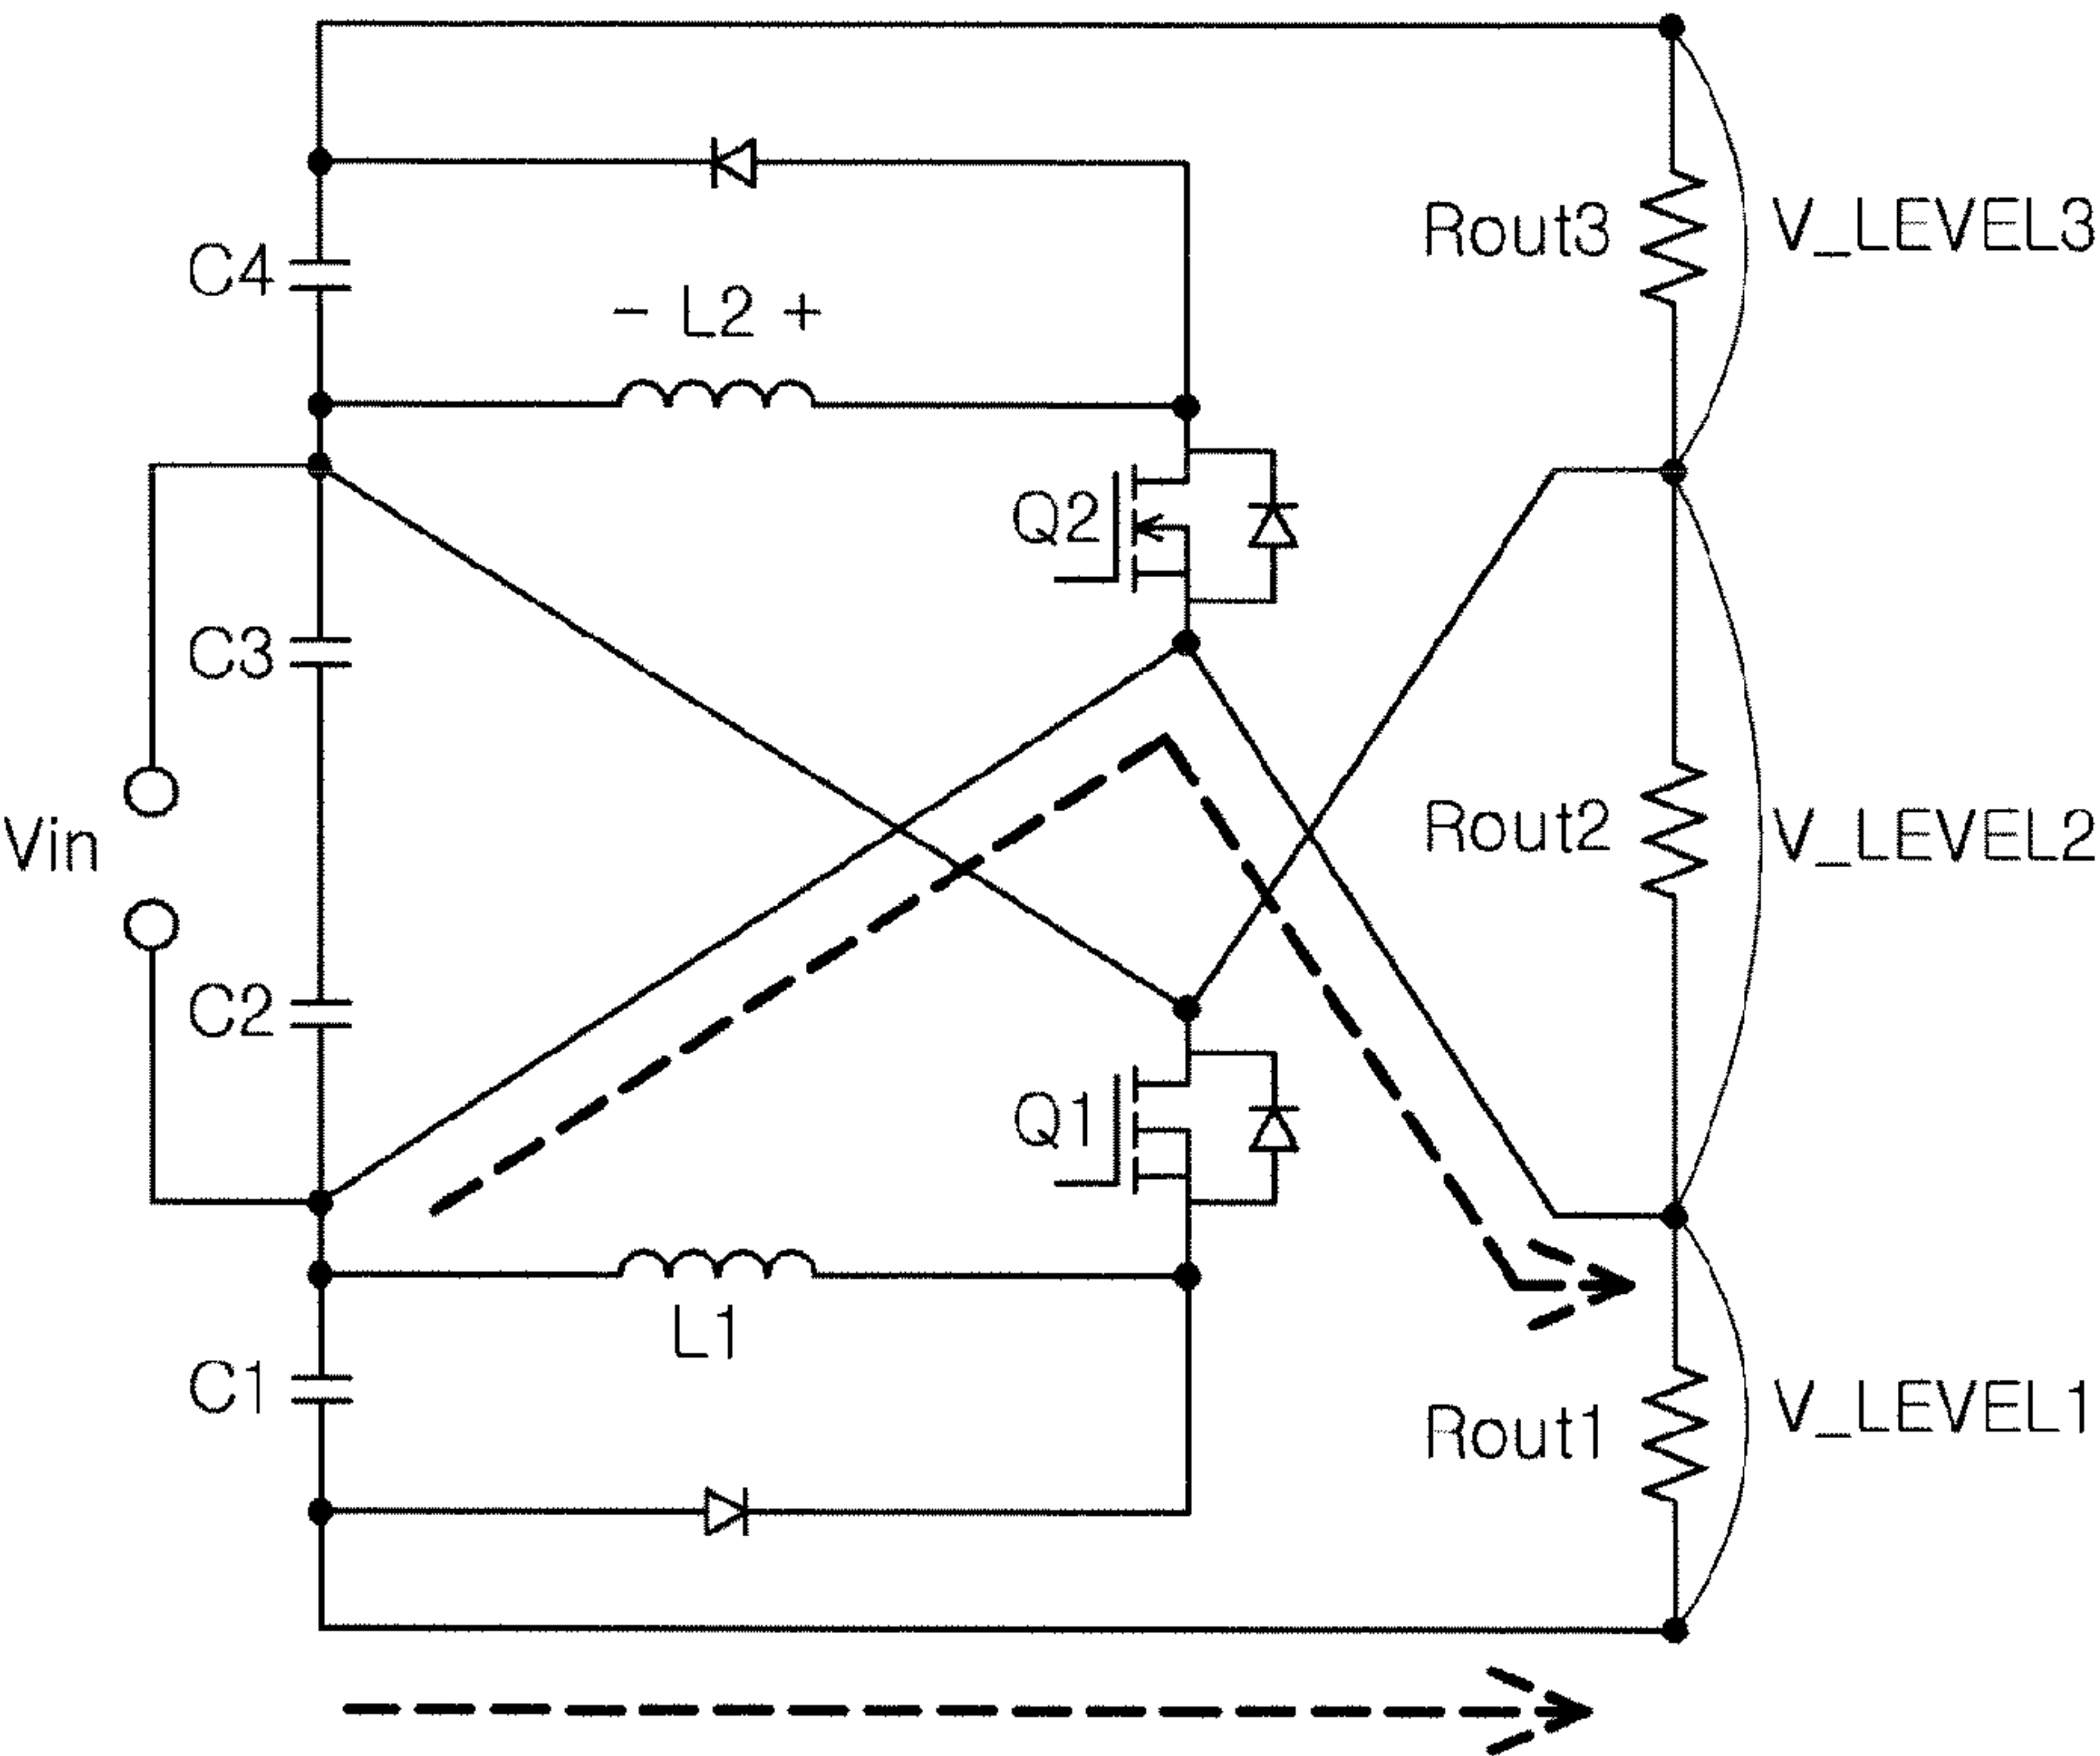 Rout3
V_LEVEL3
C4
- L2 +
Q2
C3
Vin
Rout2
V_LEVEL2
C2
Q1
L1
C1
Rout1
V_LEVEL1